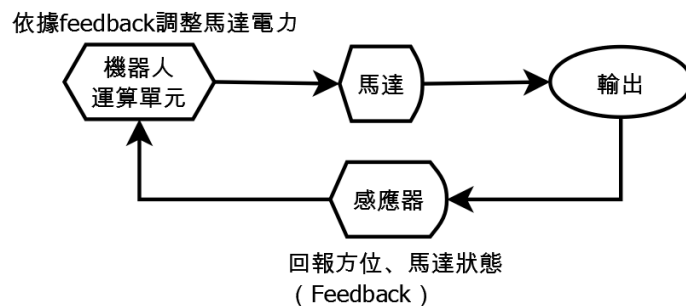 依據feedback調整馬達電力
機器人
運算單元
馬達
輸出
感應器
回報方位、馬達狀態
（Feedback）